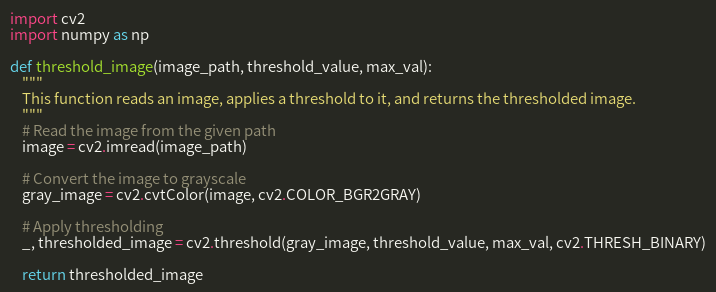 import cv2
import numpy as np
def threshold_image(image_path, threshold_value, max_val):
"""
This function reads an image, applies a threshold to it, and returns the thresholded image.
"""
# Read the image from the given path
image = cv2.imread(image_path)
# Convert the image to grayscale
gray_image = cv2.cvtColor(image, cv2.COLOR_BGR2GRAY)
# Apply thresholding
_, thresholded_image = cv2.threshold(gray_image, threshold_value, max_val, cv2.THRESH_BINARY)
return thresholded_image